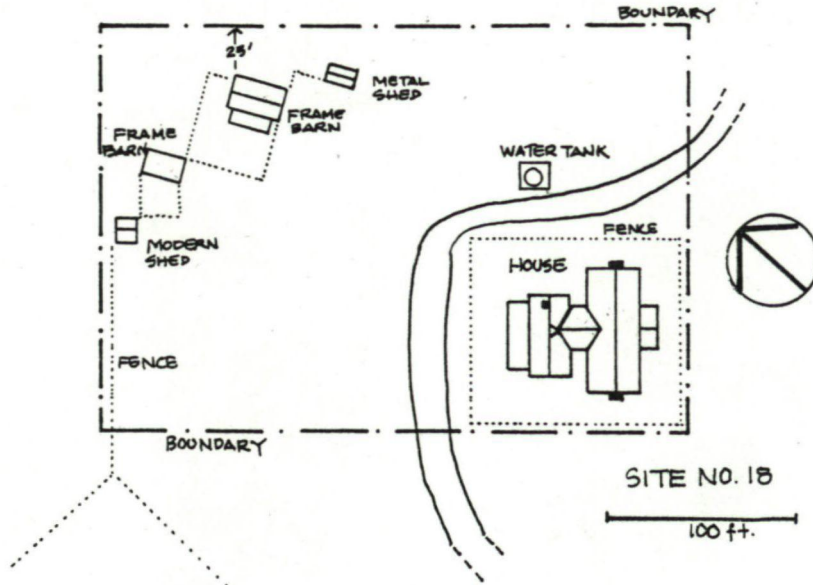 BOUNDARY
25'
METAL
SHED
FRAME
BARN
FRAME
BARN
WATER TANK
FENCE
MODERN
SHED
HOUSE
FENCE
BOUNDARY
SITE NO. 18
100 ft.